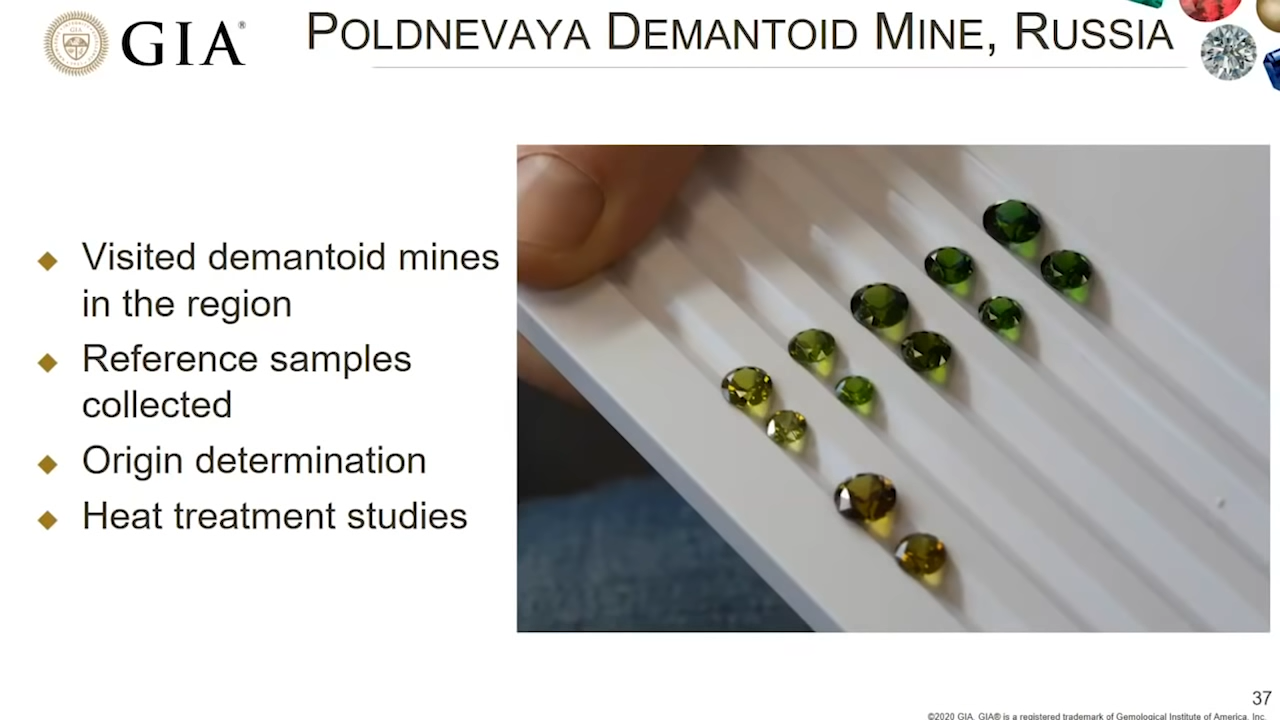 GIA®
POLDNEVAYA DEMANTOID MINE, RUSSIA
◆ Visited demantoid mines
in the region
◆ Reference samples
collected
◆ Origin determination
◆ Heat treatment studies
37
©2020 GIA. GIA® is a registered trademark of Gemological Institute of America, Inc.